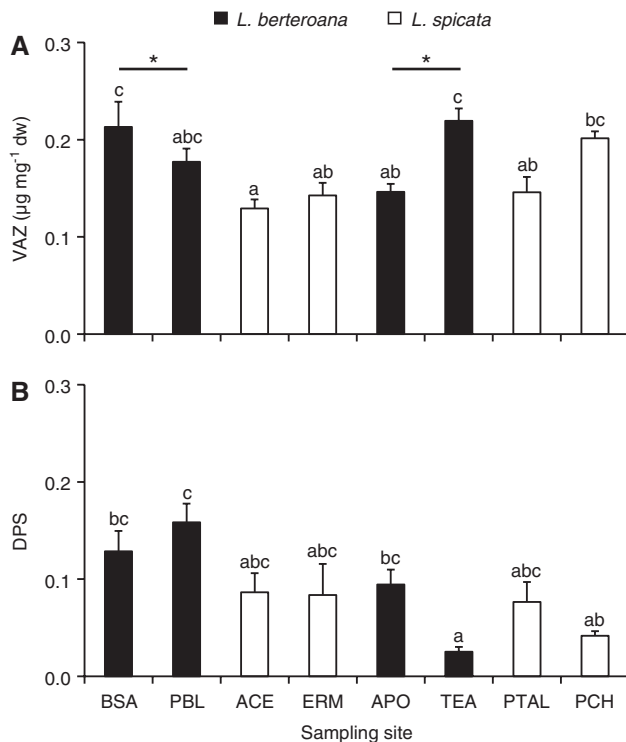 L. berteroana L. spicata
A
VAZ (µg mg⁻¹ dw)
0.3
0.2
0.1
0.0
* *
c abc a ab ab c ab bc
B
DPS
0.3
0.2
0.1
0.0
bc c abc abc bc a abc ab
BSA PBL ACE ERM APO TEA PTAL PCH
Sampling site